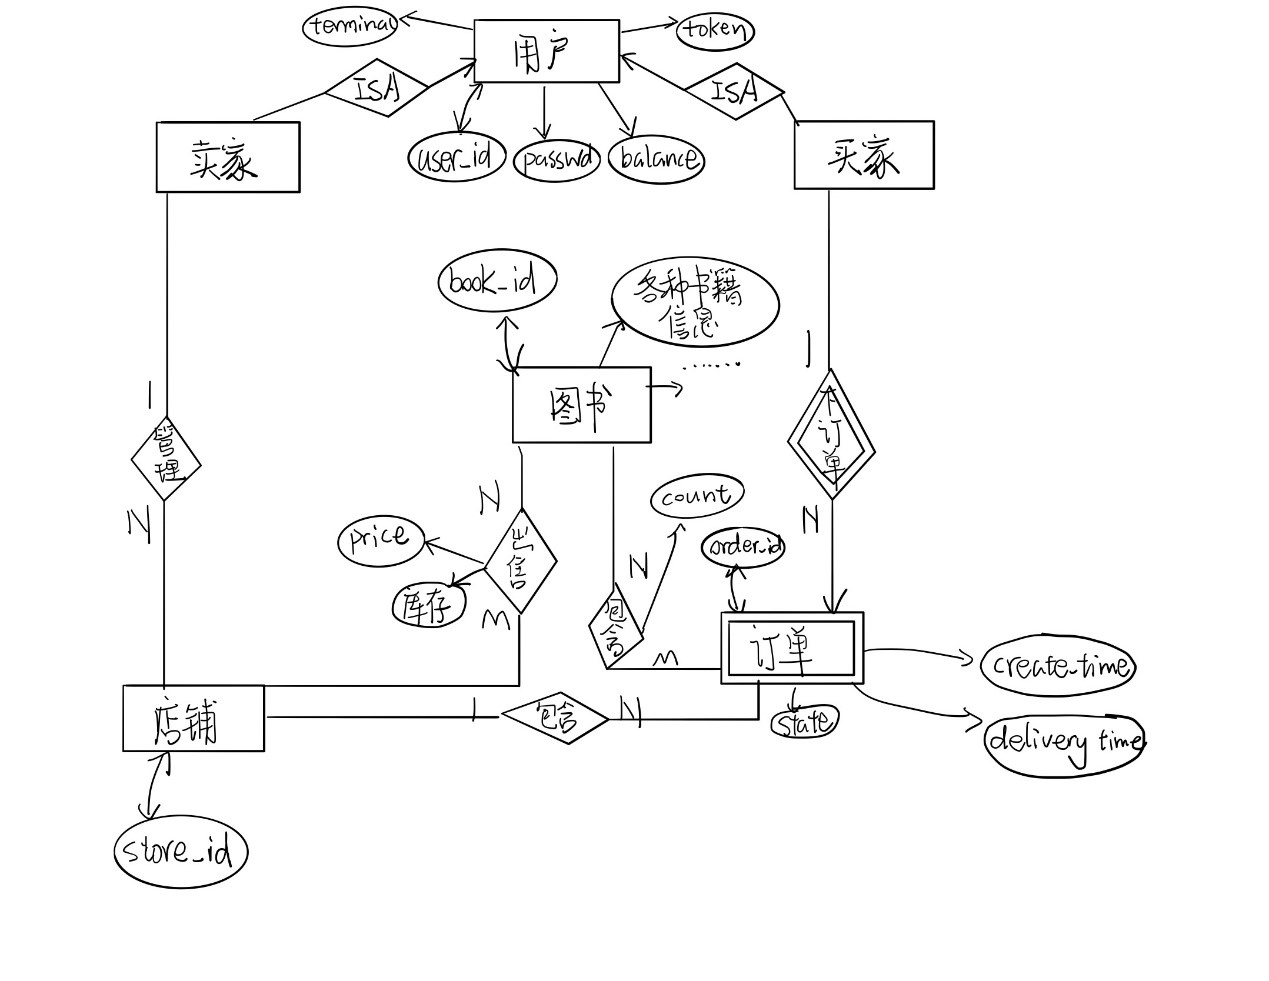 terminal
用户
token
ISA
ISA
卖家
user_id
passwd
balance
买家
book_id
各种书籍
信息
......
图书
1
1
下
订
单
管
理
N
N
count
N
price
出
售
order_id
N
库存
M
包
含
M
订单
create_time
店铺
1
包含
N
state
delivery time
store_id